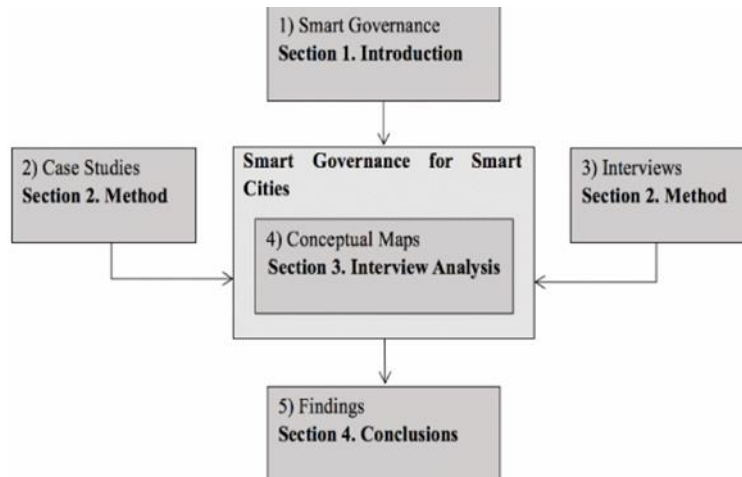 1) Smart Governance
Section 1. Introduction
2) Case Studies
Section 2. Method
Smart Governance for Smart
Cities
4) Conceptual Maps
Section 3. Interview Analysis
3) Interviews
Section 2. Method
5) Findings
Section 4. Conclusions